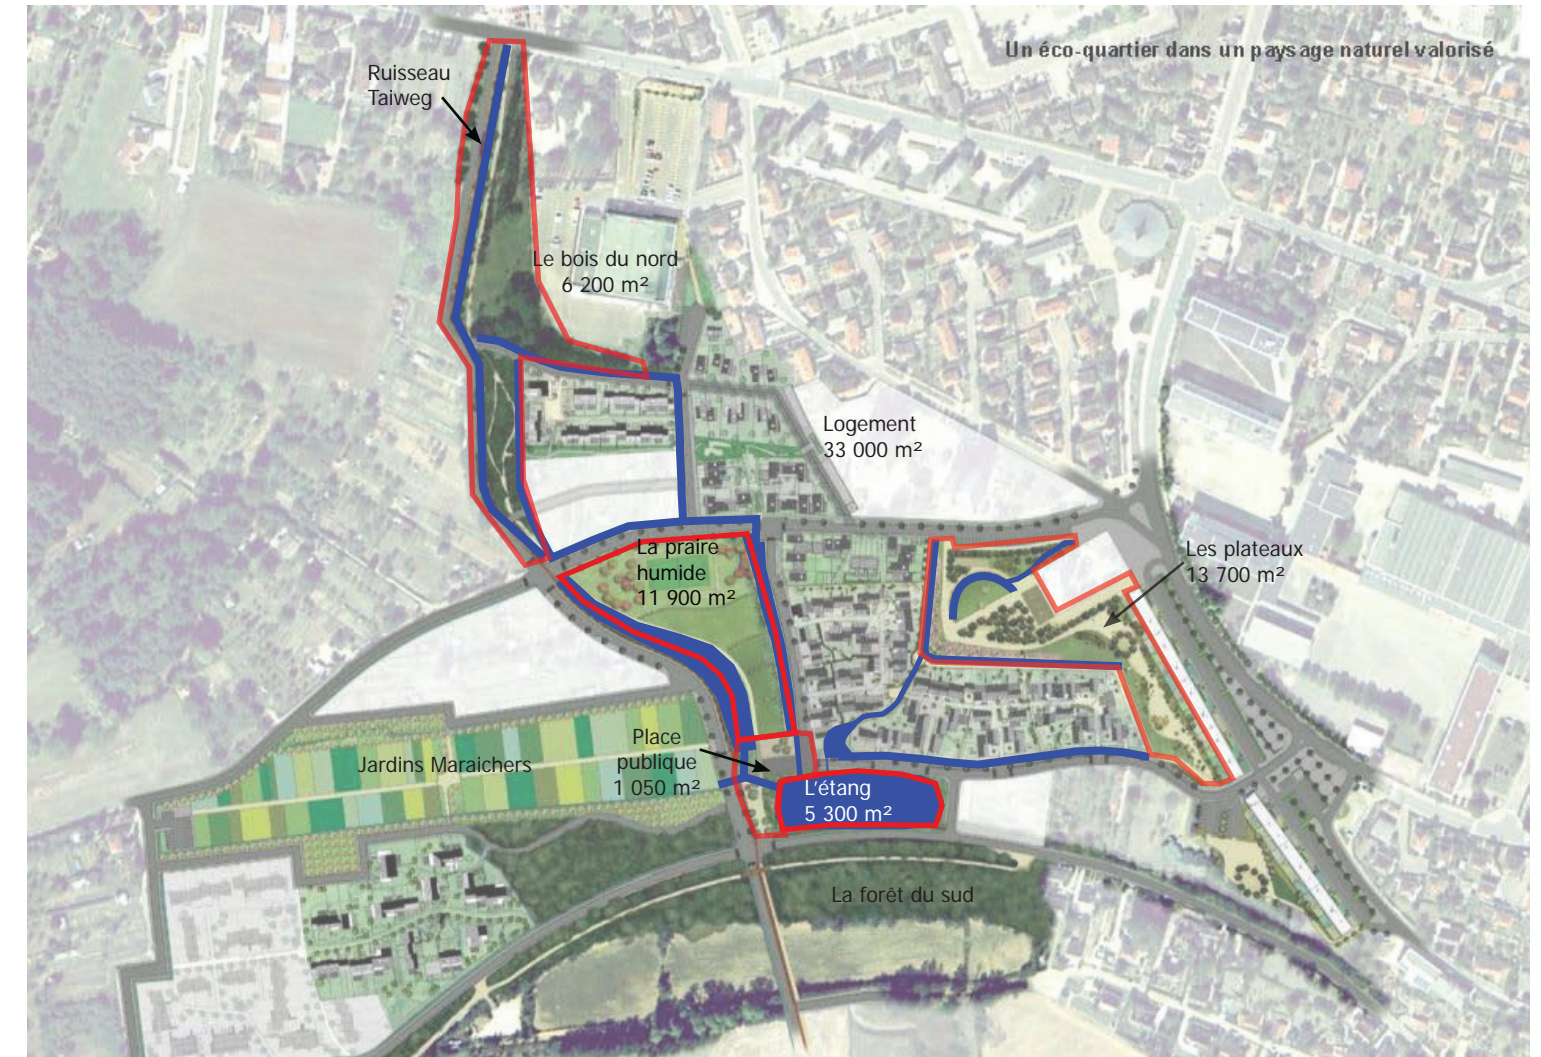 Un éco-quartier dans un paysage naturel valorisé
Ruisseau
Taiweg
Le bois du nord
6 200 m²
Logement
33 000 m²
La praire
humide
11 900 m²
Les plateaux
13 700 m²
Place
publique
1 050 m²
Jardins Maraichers
L'étang
5 300 m²
La forêt du sud